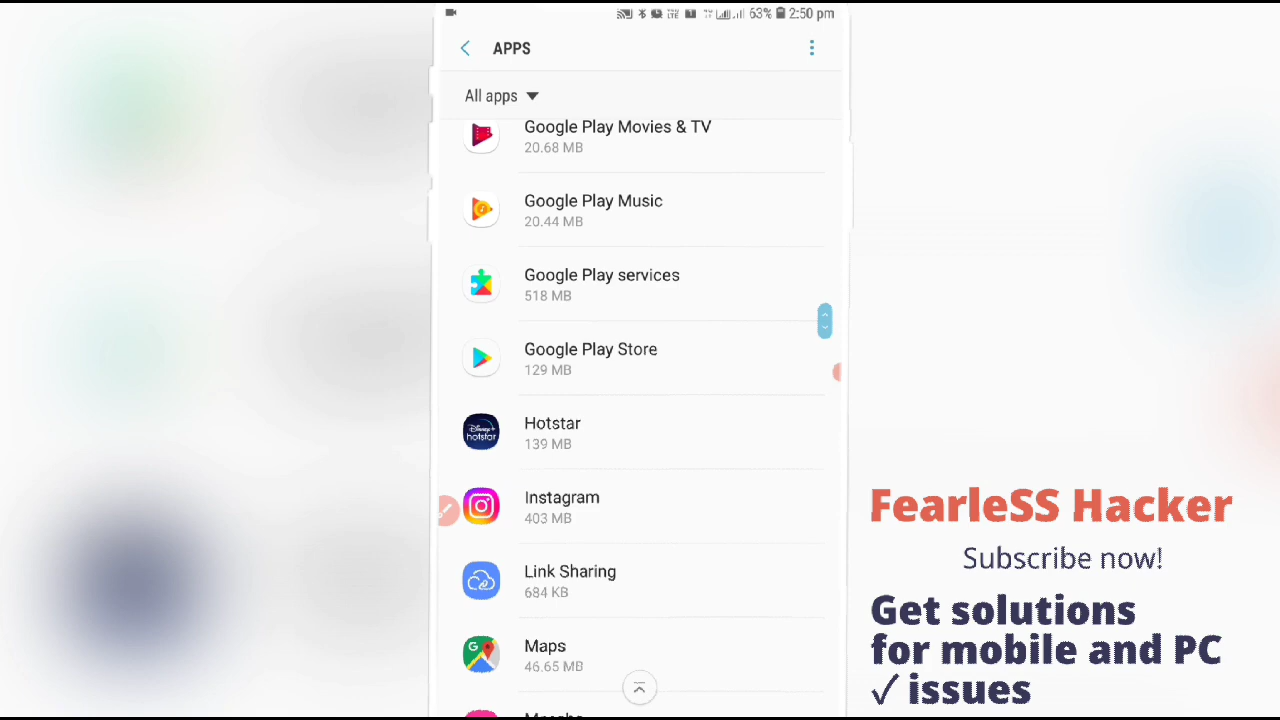 63% 2:50 pm
APPS
All apps
Google Play Movies & TV
20.68 MB
Google Play Music
20.44 MB
Google Play services
518 MB
Google Play Store
129 MB
Disney+
hotstar
Hotstar
139 MB
Instagram
403 MB
Link Sharing
684 KB
G
Maps
46.65 MB
FearleSS Hacker
Subscribe now!
Get solutions
for mobile and PC
✓ issues